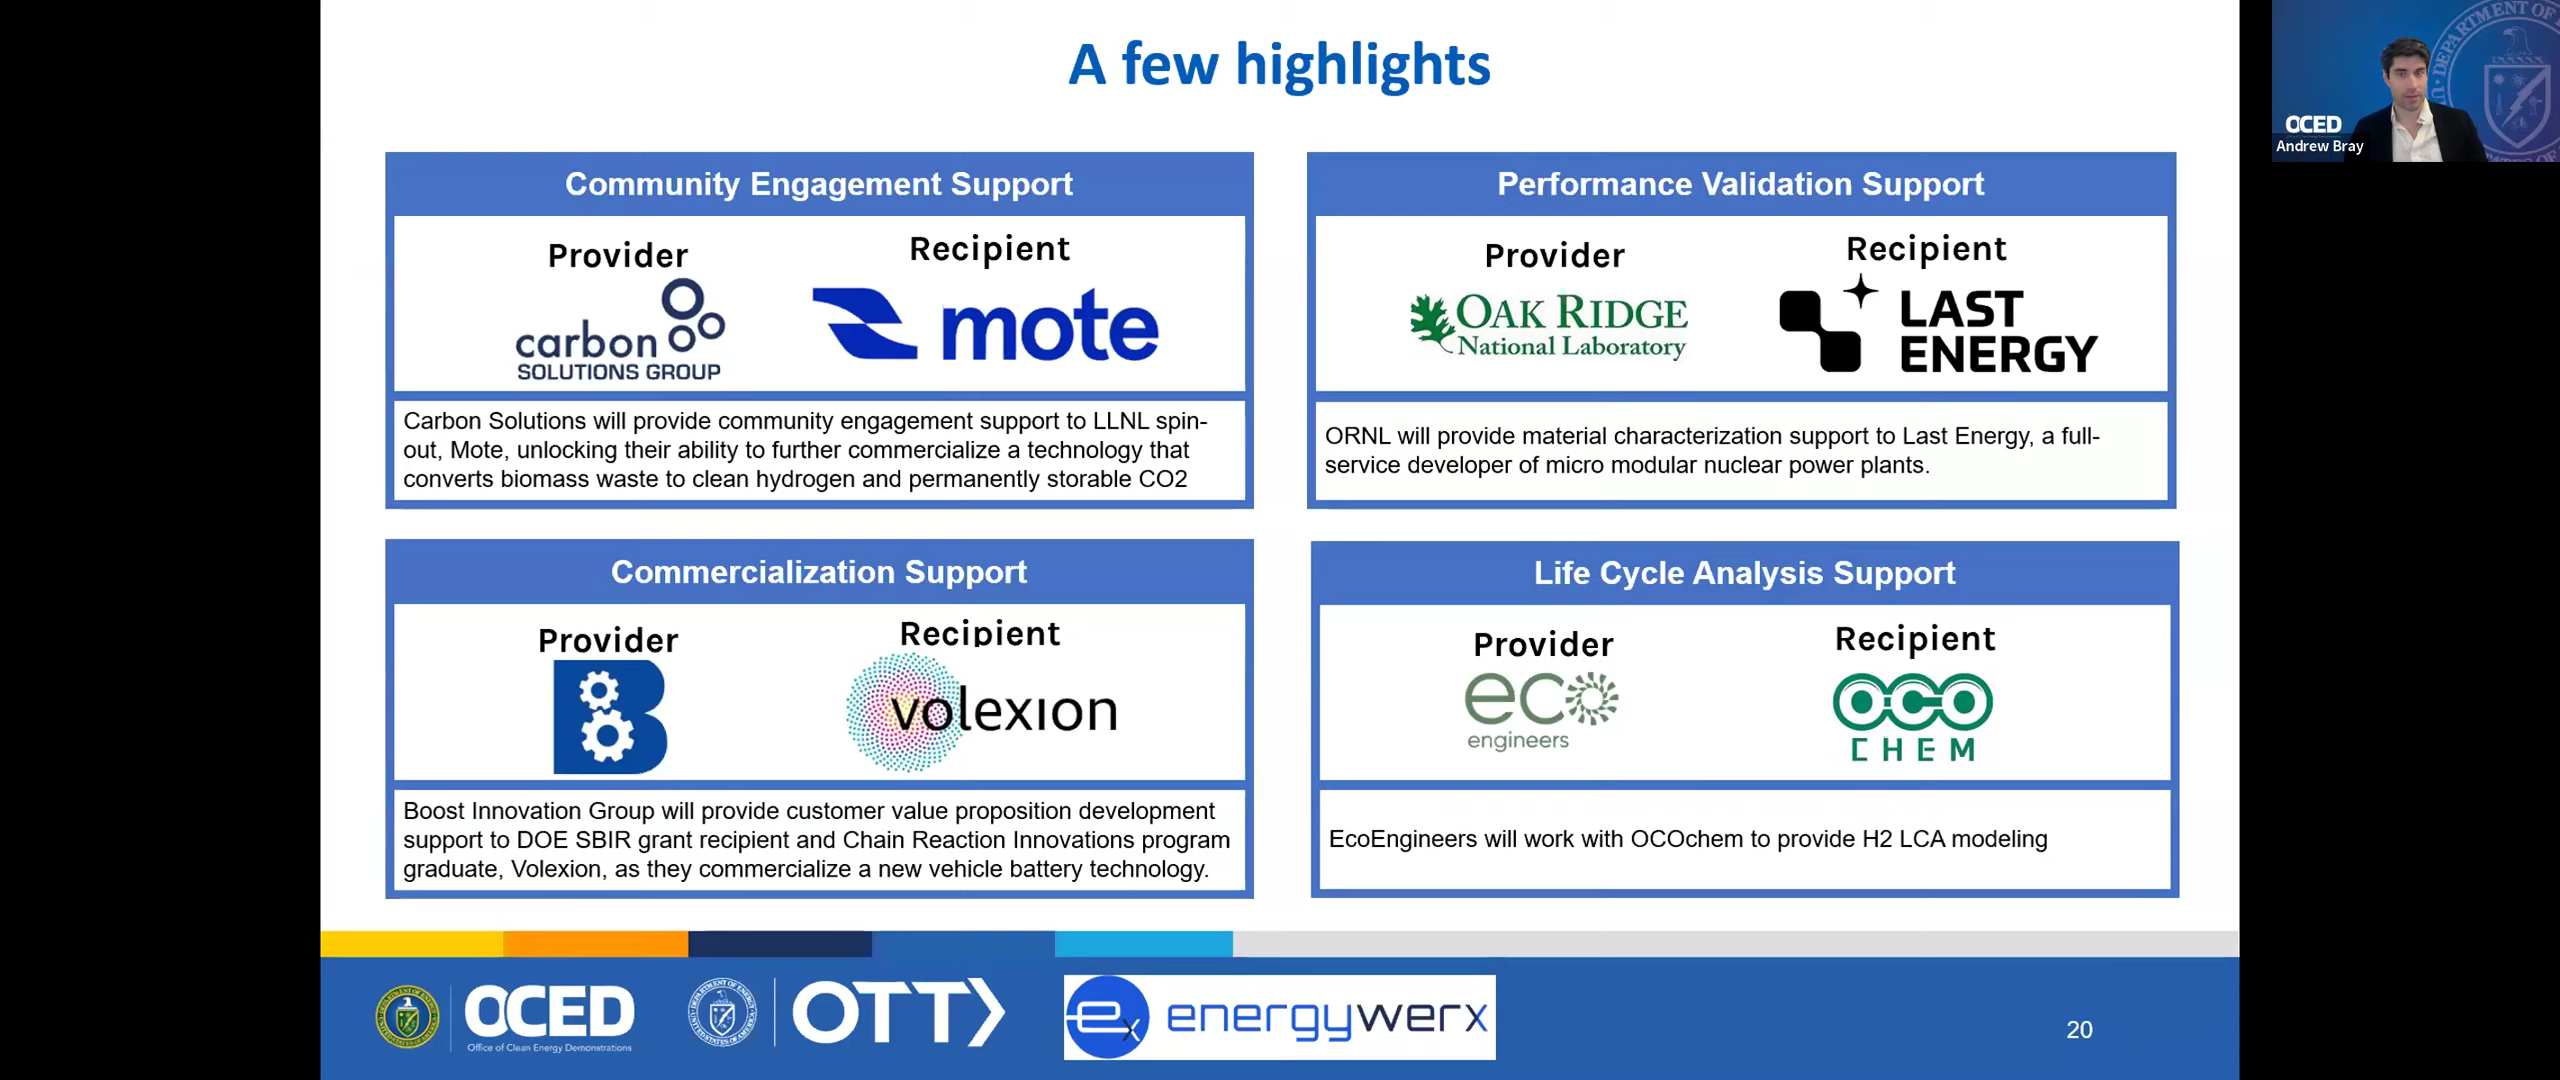 A few highlights
OCED
Andrew Bray
Community Engagement Support
Provider
Recipient
carbon
SOLUTIONS GROUP
mote
Carbon Solutions will provide community engagement support to LLNL spin-
out, Mote, unlocking their ability to further commercialize a technology that
converts biomass waste to clean hydrogen and permanently storable CO2
Performance Validation Support
Provider
Recipient
OAK RIDGE
National Laboratory
LAST
ENERGY
ORNL will provide material characterization support to Last Energy, a full-
service developer of micro modular nuclear power plants.
Commercialization Support
Provider
Recipient
B
volexion
Boost Innovation Group will provide customer value proposition development
support to DOE SBIR grant recipient and Chain Reaction Innovations program
graduate, Volexion, as they commercialize a new vehicle battery technology.
Life Cycle Analysis Support
Provider
Recipient
eco
engineers
OCO
CHEM
EcoEngineers will work with OCOchem to provide H2 LCA modeling
OCED
Office of Clean Energy Demonstrations
OTT
ex
energywerx
20